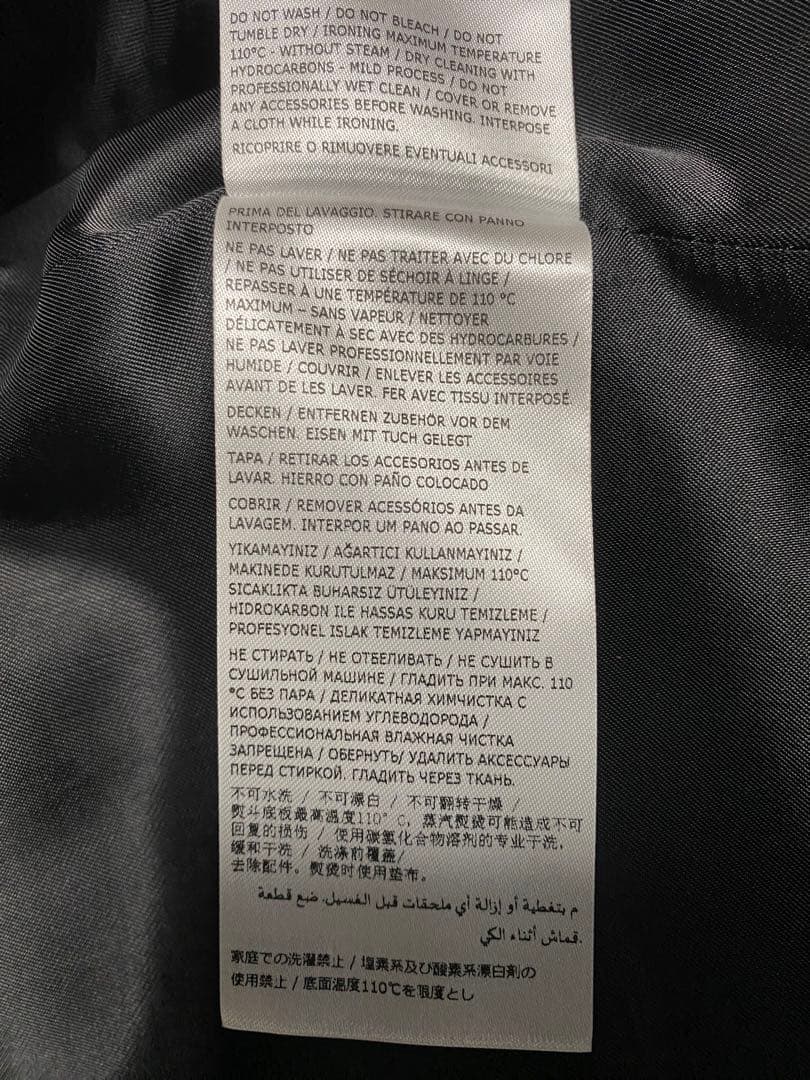 DO NOT WASH / DO NOT BLEACH / DO NOT
TUMBLE DRY / IRONING MAXIMUM TEMPERATURE
110°C - WITHOUT STEAM / DRY CLEANING WITH
HYDROCARBONS - MILD PROCESS / DO NOT
PROFESSIONALLY WET CLEAN / COVER OR REMOVE
ANY ACCESSORIES BEFORE WASHING. INTERPOSE
A CLOTH WHILE IRONING.
RICOPRIRE O RIMUOVERE EVENTUALI ACCESSORI
PRIMA DEL LAVAGGIO. STIRARE CON PANNO
INTERPOSTO
NE PAS LAVER / NE PAS TRAITER AVEC DU CHLORE
/ NE PAS UTILISER DE SÉCHOIR À LINGE /
REPASSER À UNE TEMPÉRATURE DE 110 °C
MAXIMUM – SANS VAPEUR / NETTOYER
DÉLICATEMENT À SEC AVEC DES HYDROCARBURES /
NE PAS LAVER PROFESSIONNELLEMENT PAR VOIE
HUMIDE / COUVRIR / ENLEVER LES ACCESSOIRES
AVANT DE LES LAVER. FER AVEC TISSU INTERPOSÉ.
DECKEN / ENTFERNEN ZUBEHÖR VOR DEM
WASCHEN. EISEN MIT TUCH GELEGT
TAPA / RETIRAR LOS ACCESORIOS ANTES DE
LAVAR. HIERRO CON PAÑO COLOCADO
COBRIR / REMOVER ACESSÓRIOS ANTES DA
LAVAGEM. INTERPOR UM PANO AO PASSAR.
YIKAMAYINIZ / AĞARTICI KULLANMAYINIZ /
MAKINEDE KURUTULMAZ / MAKSIMUM 110°C
SICAKLIKTA BUHARSIZ ÜTÜLEYINIZ /
HIDROKARBON ILE HASSAS KURU TEMIZLEME /
PROFESYONEL ISLAK TEMIZLEME YAPMAYINIZ
НЕ СТИРАТЬ / НЕ ОТБЕЛИВАТЬ / НЕ СУШИТЬ В
СУШИЛЬНОЙ МАШИНЕ / ГЛАДИТЬ ПРИ МАКС. 110
°С БЕЗ ПАРА / ДЕЛИКАТНАЯ ХИМЧИСТКА С
ИСПОЛЬЗОВАНИЕМ УГЛЕВОДОРОДА /
ПРОФЕССИОНАЛЬНАЯ ВЛАЖНАЯ ЧИСТКА
ЗАПРЕЩЕНА / ОБЕРНУТЬ/ УДАЛИТЬ АКСЕССУАРЫ
ПЕРЕД СТИРКОЙ. ГЛАДИТЬ ЧЕРЕЗ ТКАНЬ.
不可水洗 / 不可漂白 / 不可翻转干燥 /
熨斗底板最高温度110° C, 蒸汽熨烫可能造成不可
回复的损伤 / 使用碳氢化合物溶剂的专业干洗,
缓和干洗 / 洗涤前覆盖/
去除配件。熨烫时使用垫布。
م بتغطية أو إزالة أي ملحقات قبل الغسيل. ضع قطعة
قماش أثناء الكي.
家庭での洗濯禁止 / 塩素系及び酸素系漂白剤の
使用禁止 / 底面温度110℃を限度とし